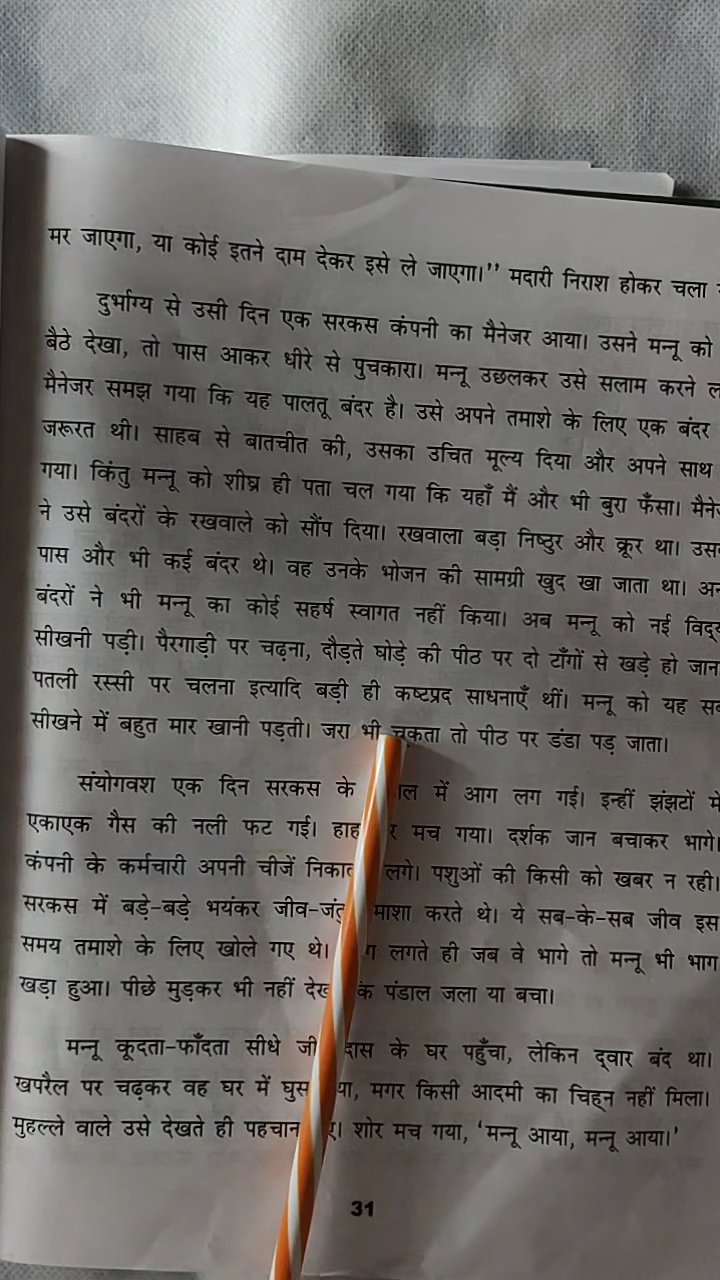 मर जाएगा, या कोई इतने दाम देकर इसे ले जाएगा।'' मदारी निराश होकर चला
दुर्भाग्य से उसी दिन एक सरकस कंपनी का मैनेजर आया। उसने मन्नू को
बैठे देखा, तो पास आकर धीरे से पुचकारा। मन्नू उछलकर उसे सलाम करने
मैनेजर समझ गया कि यह पालतू बंदर है। उसे अपने तमाशे के लिए एक बंदर
जरूरत थी। साहब से बातचीत की, उसका उचित मूल्य दिया और अपने साथ
गया। किंतु मन्नू को शीघ्र ही पता चल गया कि यहाँ मैं और भी बुरा फँसा।
ने उसे बंदरों के रखवाले को सौंप दिया। रखवाला बड़ा निष्ठुर और क्रूर था।
पास और भी कई बंदर थे। वह उनके भोजन की सामग्री खुद खा जाता था।
बंदरों ने भी मन्नू का कोई सहर्ष स्वागत नहीं किया। अब मन्नू को नई
सीखनी पड़ी। पैरगाड़ी पर चढ़ना, दौड़ते घोड़े की पीठ पर दो टाँगों से खड़े हो
पतली रस्सी पर चलना इत्यादि बड़ी ही कष्टप्रद साधनाएँ थीं। मन्नू को यह
सीखने में बहुत मार खानी पड़ती। जरा भी चूकता तो पीठ पर डंडा पड़ जाता।
संयोगवश एक दिन सरकस के में आग लग गई। इन्हीं झंझटों में
एकाएक गैस की नली फट गई। मच गया। दर्शक जान बचाकर भागे।
कंपनी के कर्मचारी अपनी चीजें लगे। पशुओं की किसी को खबर न रही।
सरकस में बड़े-बड़े भयंकर करते थे। ये सब-के-सब जीव इस
समय तमाशे के लिए खोले गए थे। लगते ही जब वे भागे तो मन्नू भी भाग
खड़ा हुआ। पीछे मुड़कर भी नहीं पंडाल जला या बचा।
मन्नू कूदता-फाँदता सीधे के घर पहुँचा, लेकिन द्वार बंद था।
खपरैल पर चढ़कर वह घर में मगर किसी आदमी का चिह्न नहीं मिला।
मुहल्ले वाले उसे देखते ही पहचान शोर मच गया, 'मन्नू आया, मन्नू आया।'
31